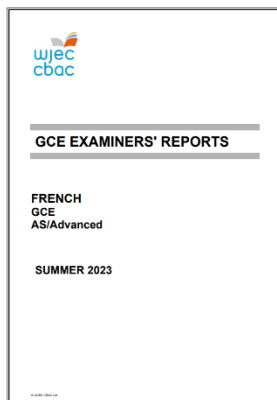 wjec
cbac
GCE EXAMINERS' REPORTS
FRENCH
GCE
AS/Advanced
SUMMER 2023